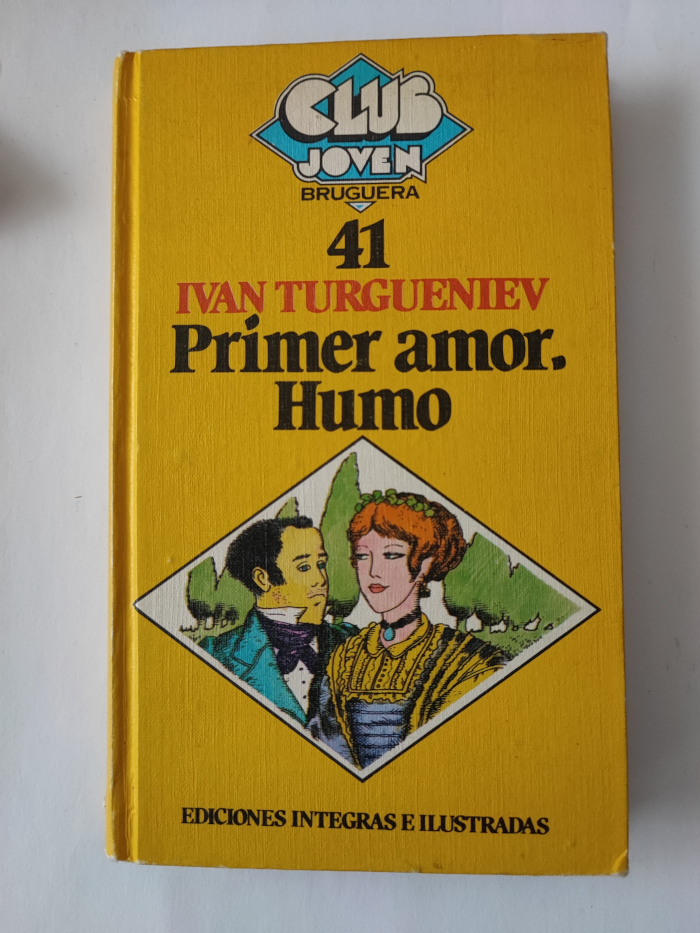 CLUB
JOVEN
BRUGUERA
41
IVAN TURGUENIEV
Primer amor.
Humo
EDICIONES INTEGRAS E ILUSTRADAS